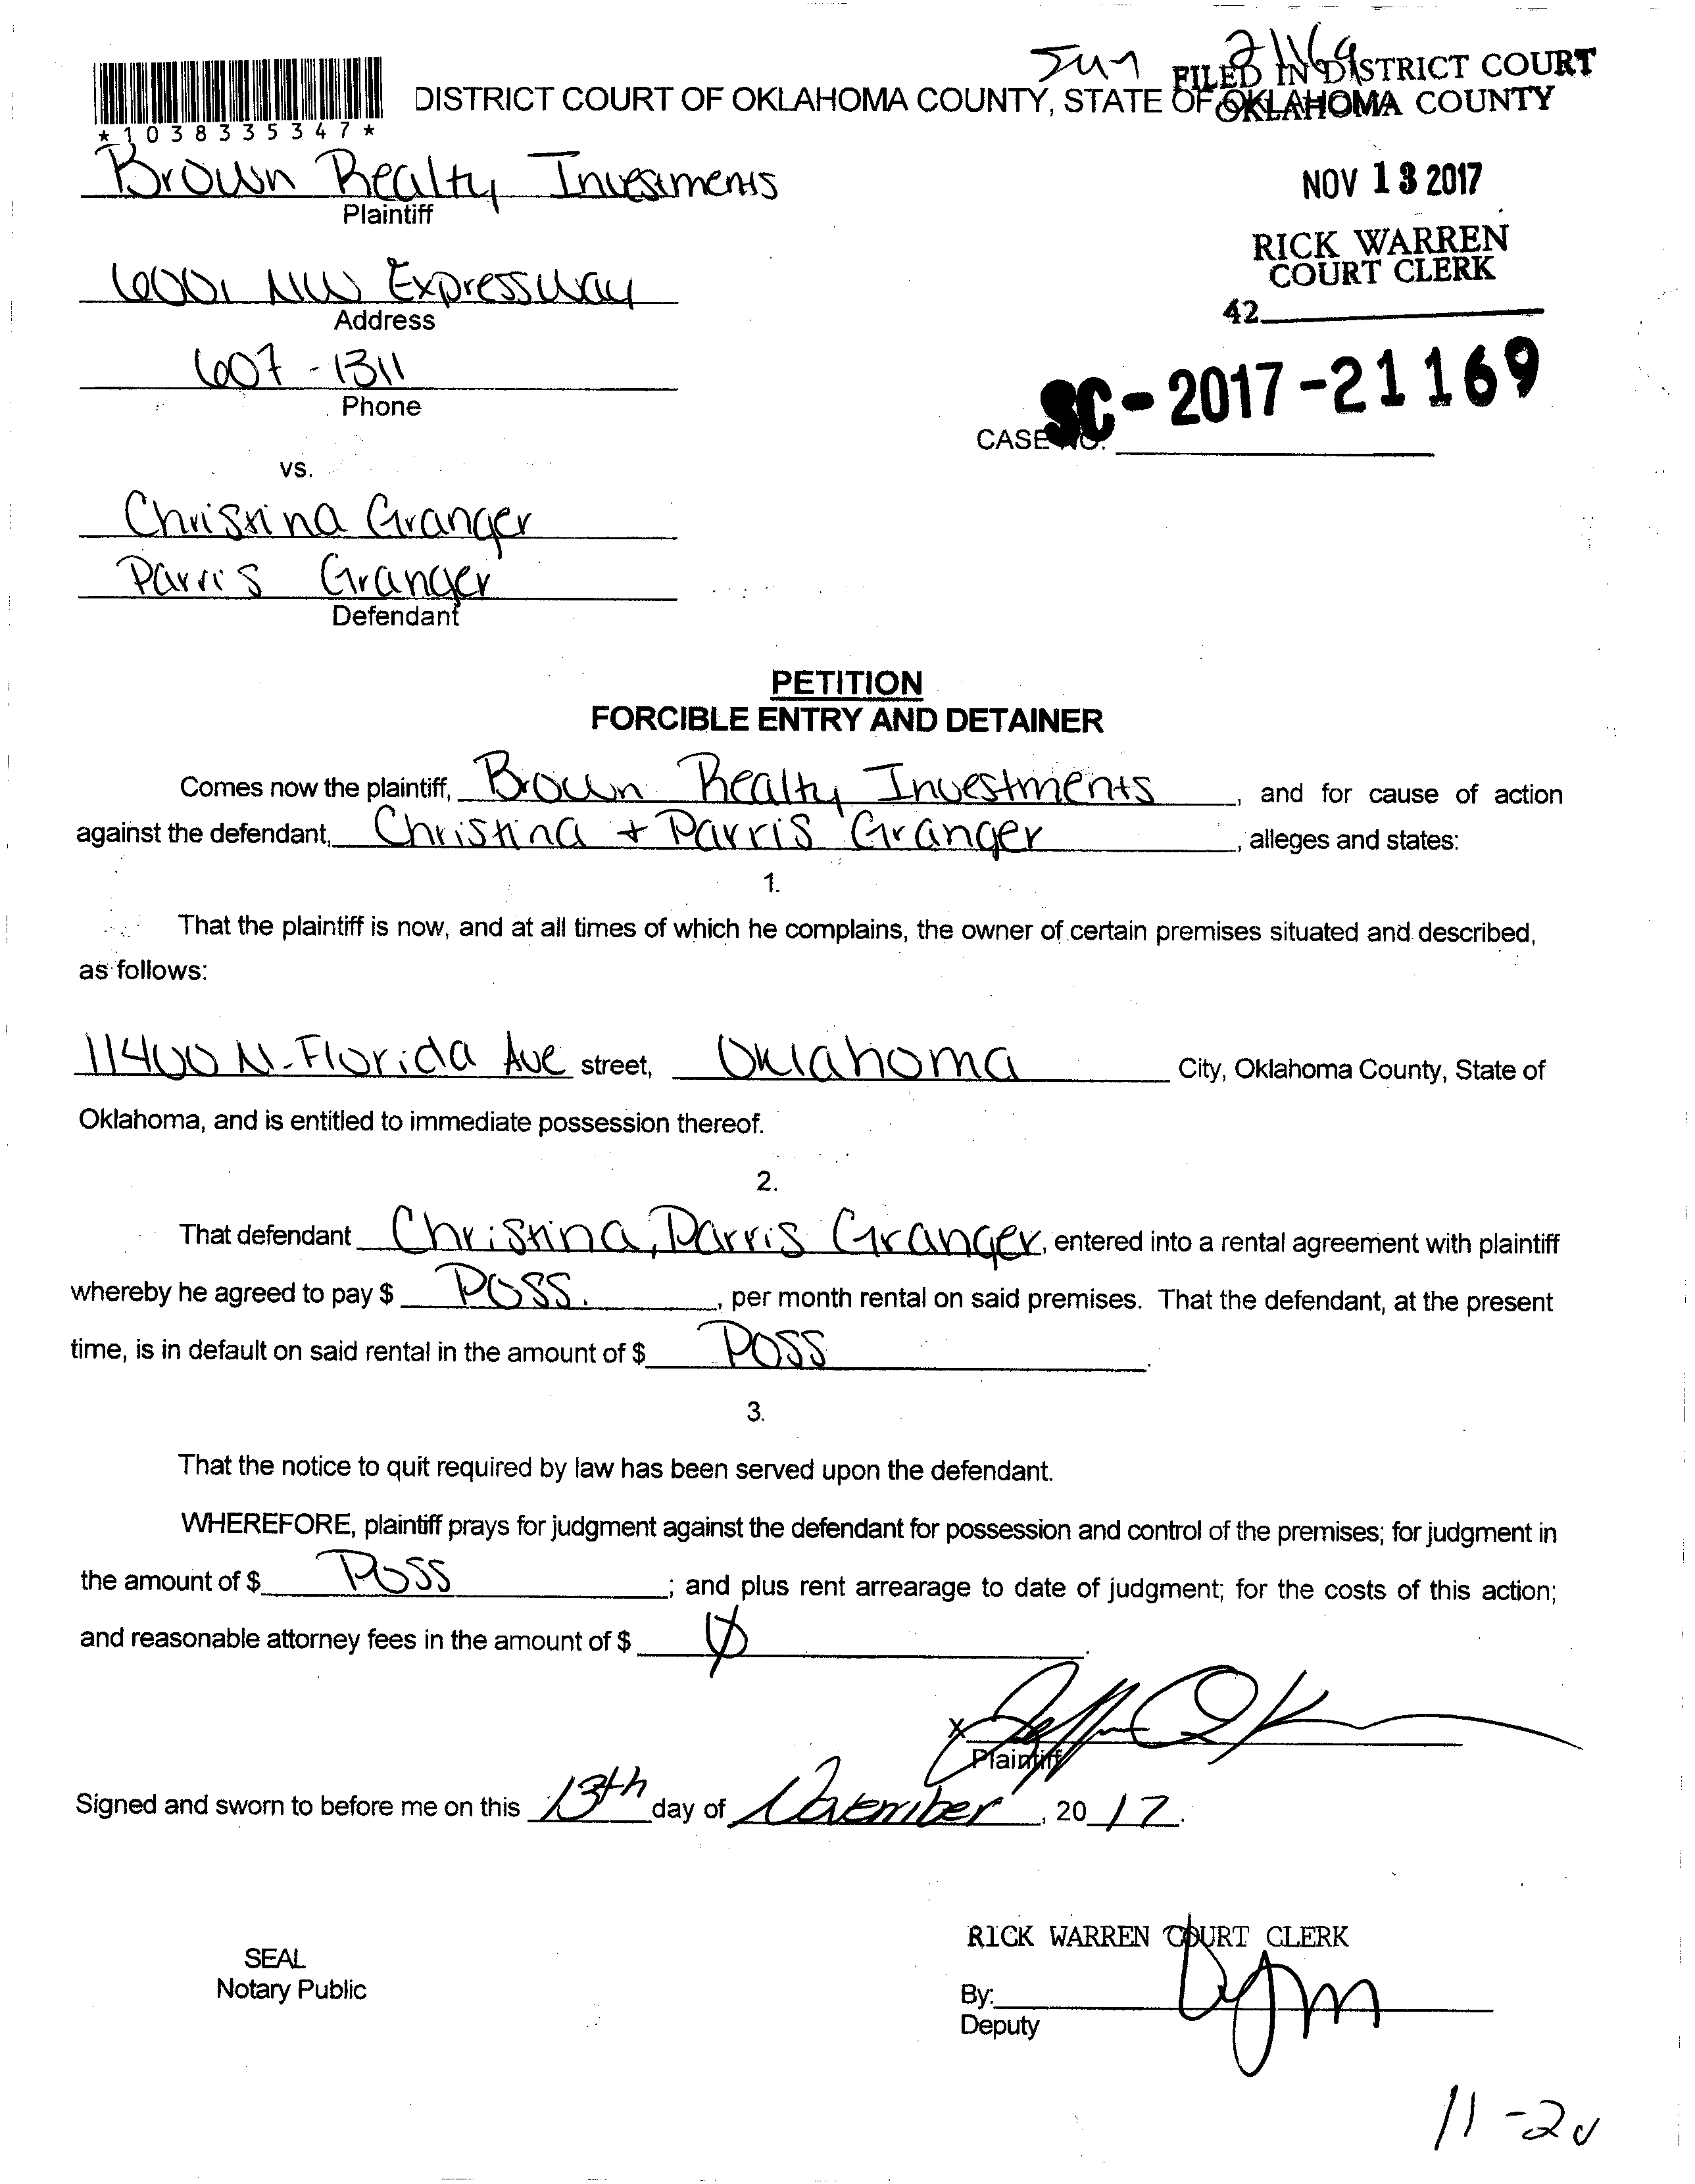 FILED IN DISTRICT COURT
DISTRICT COURT OF OKLAHOMA COUNTY, STATE OF OKLAHOMA COUNTY
*1038335347*
Brown Realty Investments
Plaintiff
NOV 13 2017
RICK WARREN
COURT CLERK
6001 NW Expressway
Address
42
607-1311
Phone
SC-2017-21169
CASE NO.
vs.
Christina Granger
Parris Granger
Defendant
PETITION
FORCIBLE ENTRY AND DETAINER
Comes now the plaintiff, Brown Realty Investments, and for cause of action
against the defendant, Christina + Parris Granger, alleges and states:
1.
That the plaintiff is now, and at all times of which he complains, the owner of certain premises situated and described,
as follows:
11400 N. Florida Ave street, Oklahoma City, Oklahoma County, State of
Oklahoma, and is entitled to immediate possession thereof.
2.
That defendant Christina, Parris Granger, entered into a rental agreement with plaintiff
whereby he agreed to pay $ Poss., per month rental on said premises. That the defendant, at the present
time, is in default on said rental in the amount of $ Poss.
3.
That the notice to quit required by law has been served upon the defendant.
WHEREFORE, plaintiff prays for judgment against the defendant for possession and control of the premises; for judgment in
the amount of $ Poss; and plus rent arrearage to date of judgment; for the costs of this action;
and reasonable attorney fees in the amount of $ ∅.
X
Plaintiff
Signed and sworn to before me on this 13th day of November, 2017.
RICK WARREN COURT CLERK
SEAL
Notary Public
By:
Deputy